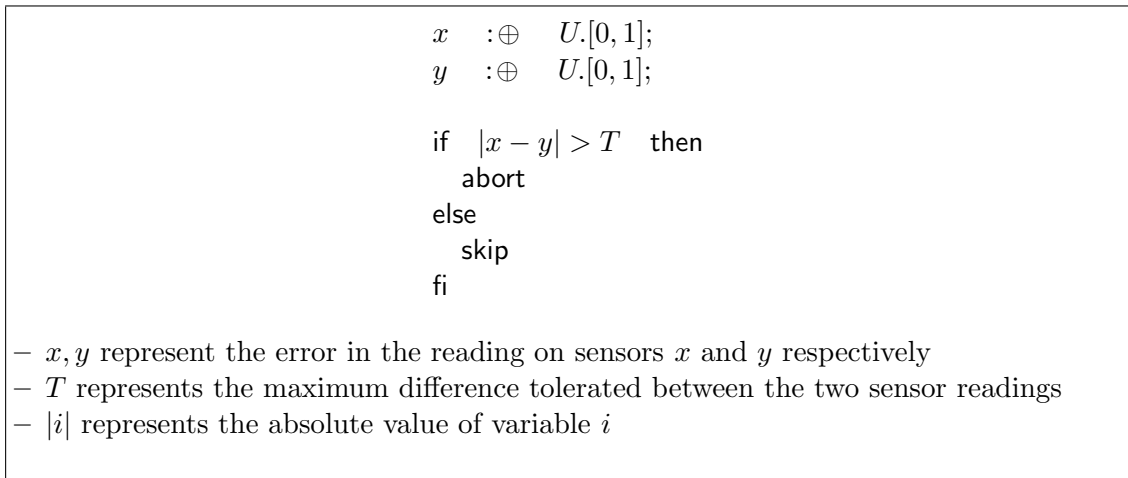 x :⊕ U.[0, 1];
y :⊕ U.[0, 1];
if |x − y| > T then
abort
else
skip
fi
– x, y represent the error in the reading on sensors x and y respectively
– T represents the maximum difference tolerated between the two sensor readings
– |i| represents the absolute value of variable i